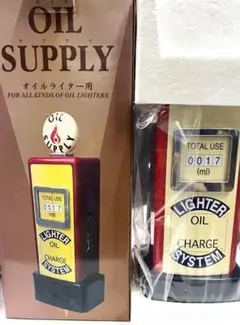 OIL
SUPPLY
オイルライター用
FOR ALL KINDS OF OIL LIGHTERS
OIL
SUPPLY
TOTAL USE
0017
(ml)
LIGHTER
OIL
CHARGE
SYSTEM
TOTAL USE
0017
(ml)
LIGHTER
OIL
CHARGE
SYSTEM